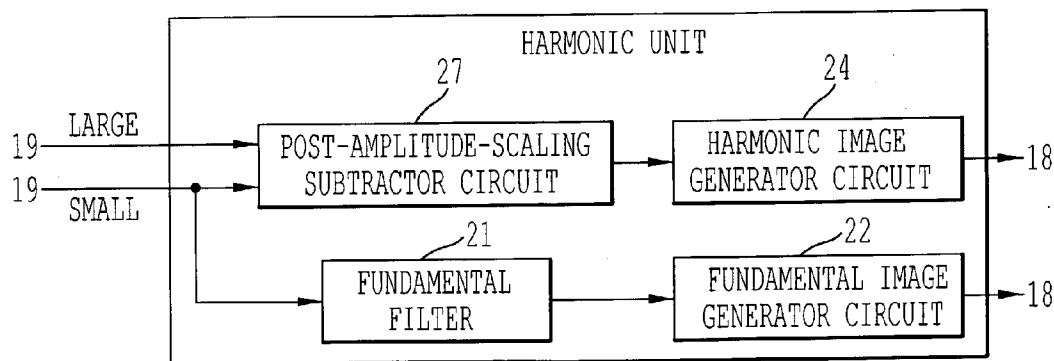 HARMONIC UNIT
27
24
19 LARGE
POST-AMPLITUDE-SCALING
SUBTRACTOR CIRCUIT
HARMONIC IMAGE
GENERATOR CIRCUIT
18
19
SMALL
21
22
FUNDAMENTAL
FILTER
FUNDAMENTAL IMAGE
GENERATOR CIRCUIT
18